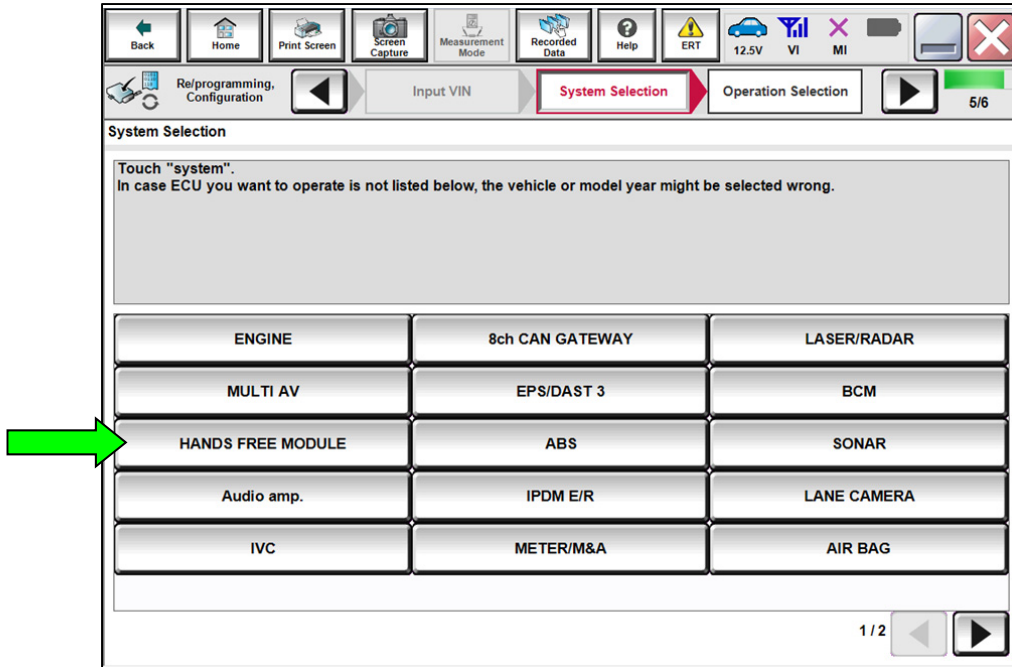 Back
Home
Print Screen
Screen
Capture
Measurement
Mode
Recorded
Data
Help
ERT
12.5V
VI
MI
Re/programming,
Configuration
Input VIN
System Selection
Operation Selection
5/6
System Selection
Touch "system".
In case ECU you want to operate is not listed below, the vehicle or model year might be selected wrong.
ENGINE
8ch CAN GATEWAY
LASER/RADAR
MULTI AV
EPS/DAST 3
BCM
HANDS FREE MODULE
ABS
SONAR
Audio amp.
IPDM E/R
LANE CAMERA
IVC
METER/M&A
AIR BAG
1 / 2